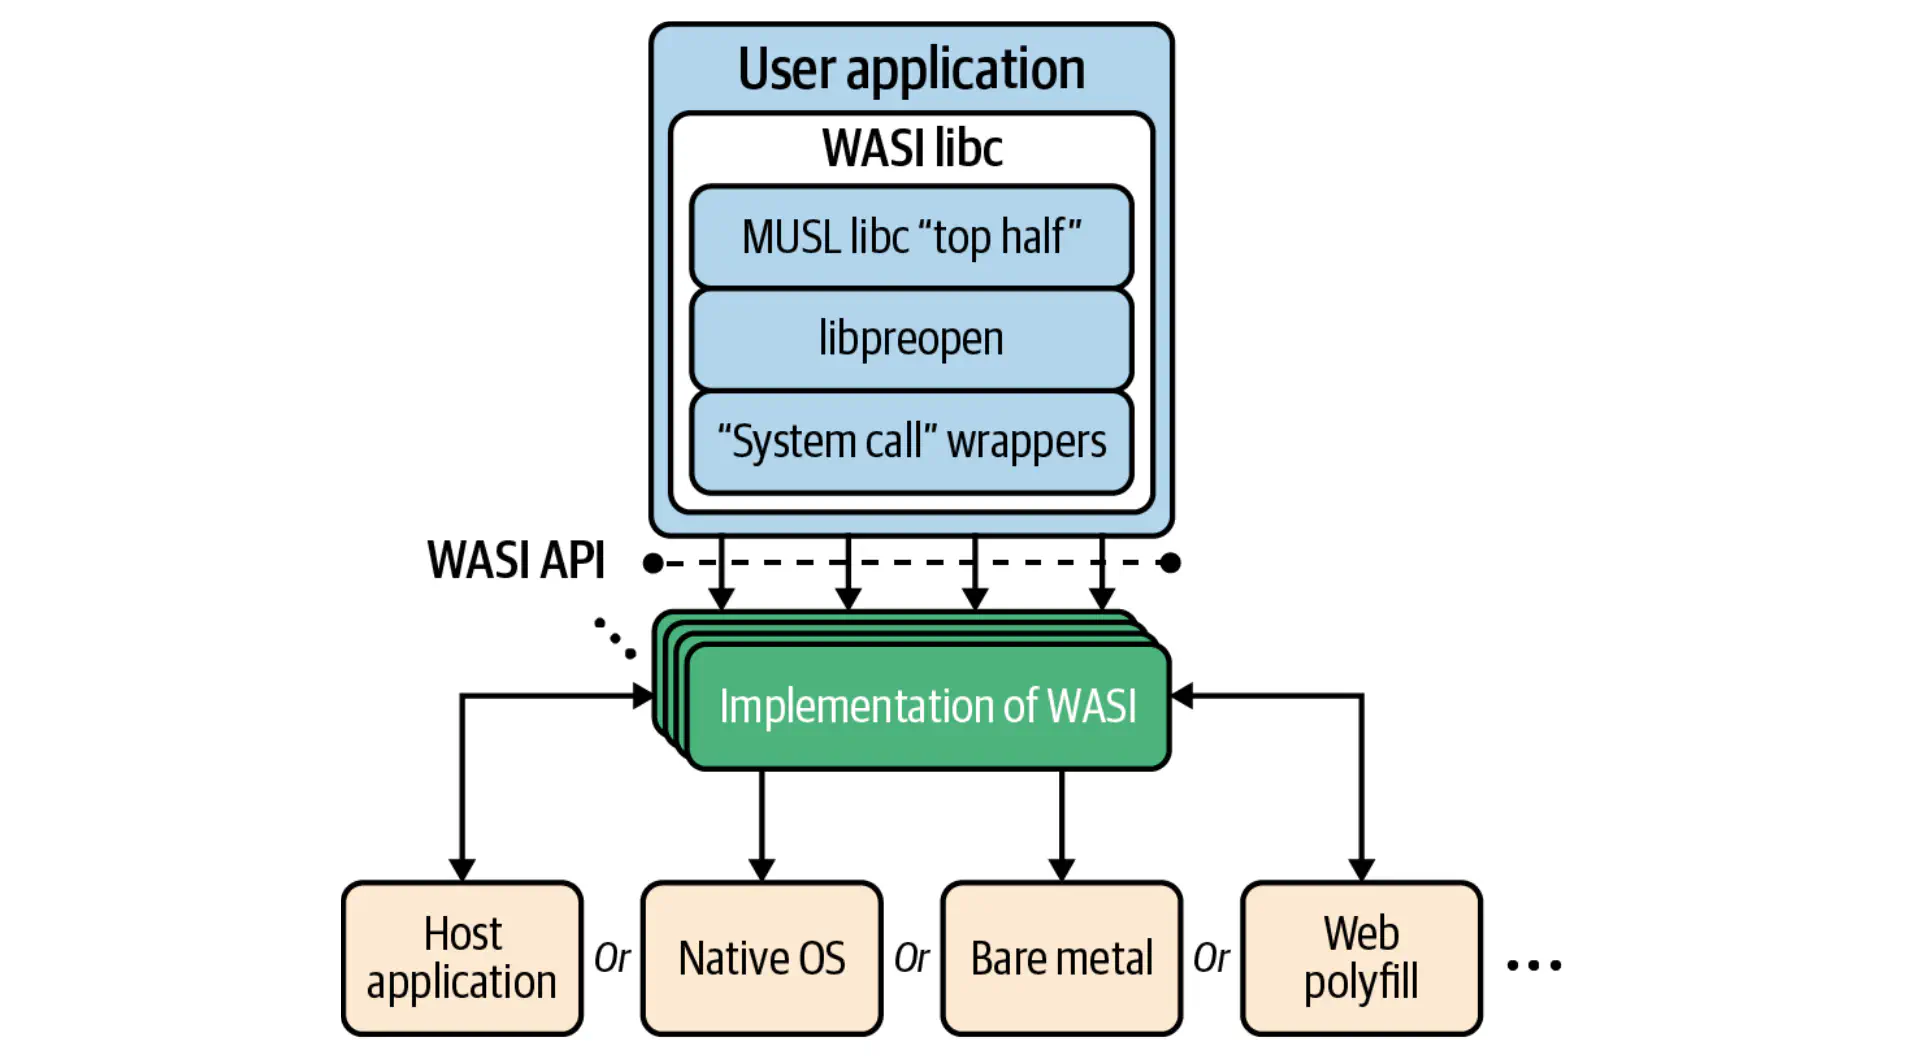 User application
WASI libc
MUSL libc “top half”
libpreopen
“System call” wrappers
WASI API
Implementation of WASI
Host
application
Or
Native OS
Or
Bare metal
Or
Web
polyfill
...